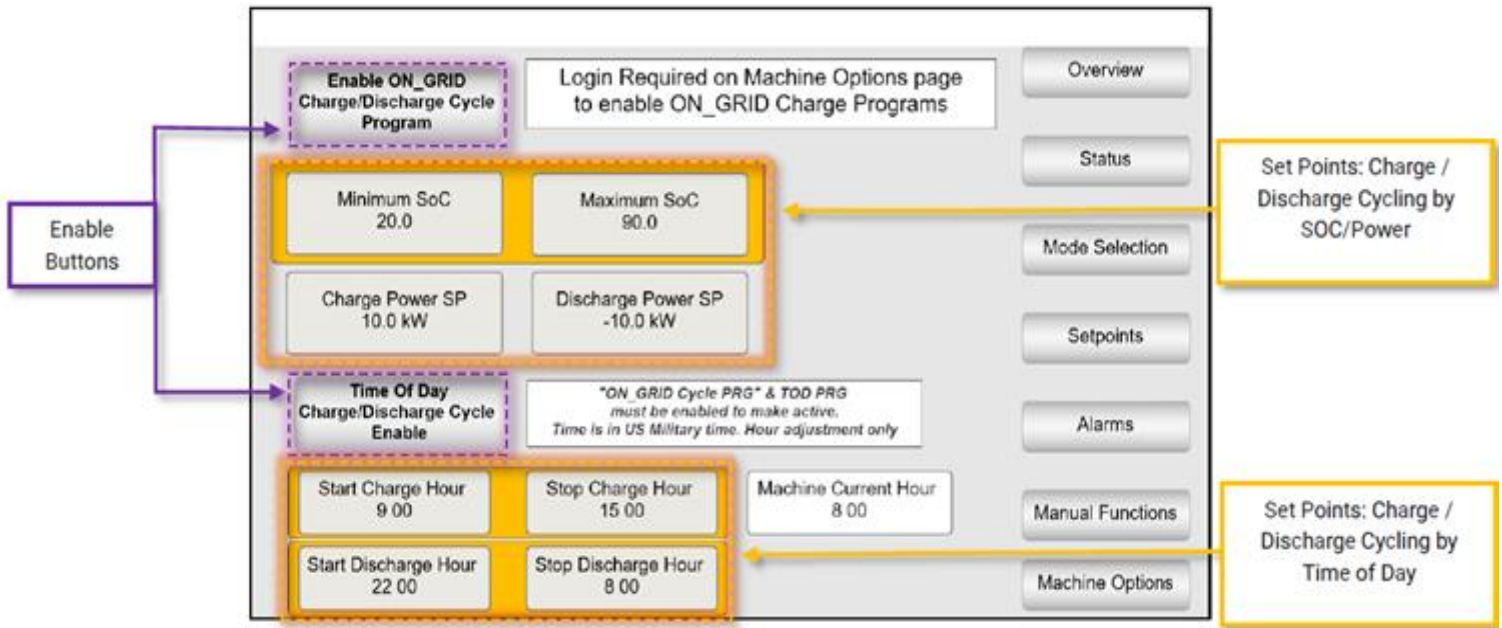 Enable ON_GRID
Charge/Discharge Cycle
Program
Login Required on Machine Options page
to enable ON_GRID Charge Programs
Overview
Status
Minimum SoC
20.0
Maximum SoC
90.0
Set Points: Charge /
Discharge Cycling by
SOC/Power
Enable
Buttons
Mode Selection
Charge Power SP
10.0 kW
Discharge Power SP
-10.0 kW
Setpoints
Time Of Day
Charge/Discharge Cycle
Enable
"ON_GRID Cycle PRG" & TOD PRG
must be enabled to make active.
Time is in US Military time. Hour adjustment only
Alarms
Start Charge Hour
9 00
Stop Charge Hour
15 00
Machine Current Hour
8 00
Manual Functions
Set Points: Charge /
Discharge Cycling by
Time of Day
Start Discharge Hour
22 00
Stop Discharge Hour
8 00
Machine Options